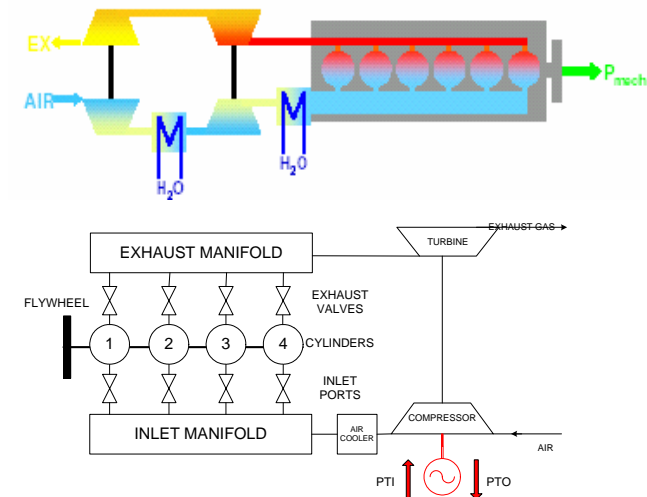 EX
P mech
AIR
H2O
H2O
EXHAUST GAS
TURBINE
EXHAUST MANIFOLD
EXHAUST
VALVES
FLYWHEEL
1 2 3 4 CYLINDERS
INLET
PORTS
COMPRESSOR
INLET MANIFOLD
AIR
COOLER
AIR
PTI
PTO